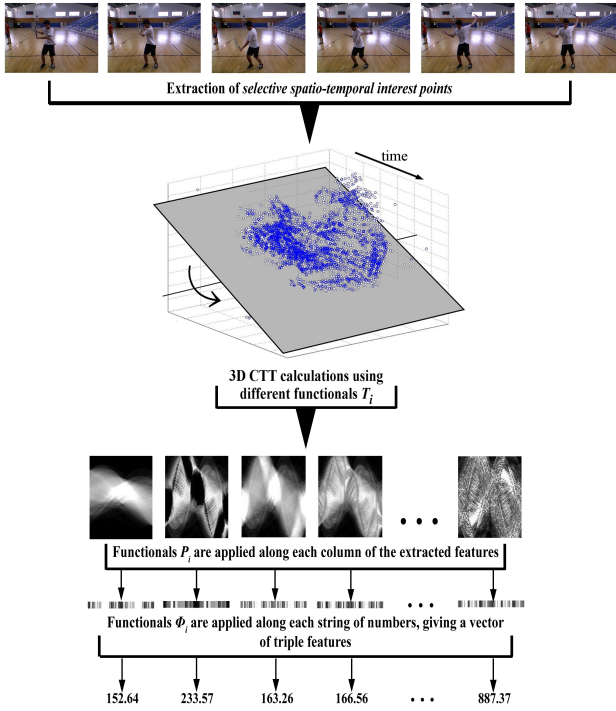 Extraction of selective spatio-temporal interest points
time
3D CTT calculations using
different functionals Ti
Functionals Pi are applied along each column of the extracted features
Functionals Φi are applied along each string of numbers, giving a vector
of triple features
152.64 233.57 163.26 166.56 • • • 887.37